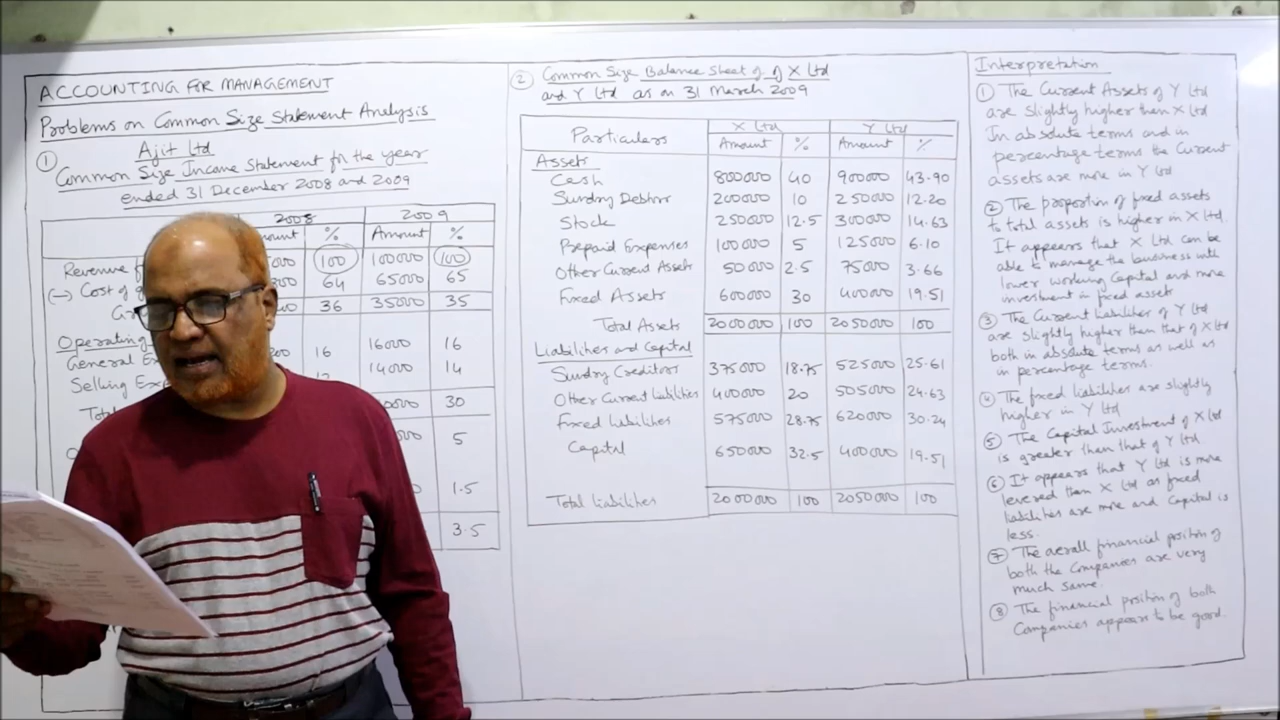 ACCOUNTING FOR MANAGEMENT
Problems on Common Size Statement Analysis
① Ajit Ltd
Common Size Income Statement for the year
ended 31 December 2008 and 2009
2008 2009
% Amount %
Revenue 100 100000 100
(-) Cost of 64 65000 65
36 35000 35
Operating
General 16 16000 16
Selling 14000 14
30
5
1.5
3.5
② Common Size Balance Sheet of X Ltd
and Y Ltd as on 31 March 2009
Particulars X Ltd Y Ltd
Amount % Amount %
Assets
Cash 800000 40 900000 43.90
Sundry Debtors 200000 10 250000 12.20
Stock 250000 12.5 300000 14.63
Prepaid Expenses 100000 5 125000 6.10
Other Current Assets 50000 2.5 75000 3.66
Fixed Assets 600000 30 400000 19.51
Total Assets 2000000 100 2050000 100
Liabilities and Capital
Sundry Creditors 375000 18.75 525000 25.61
Other Current Liabilities 400000 20 505000 24.63
Fixed Liabilities 575000 28.75 620000 30.24
Capital 650000 32.5 400000 19.51
Total Liabilities 2000000 100 2050000 100
Interpretation
① The Current Assets of Y Ltd
are slightly higher than X Ltd
In absolute terms and in
percentage terms the Current
assets are more in Y Ltd
② The proportion of fixed assets
to total assets is higher in X Ltd.
It appears that X Ltd can be
able to manage the business with
lower working Capital and more
investment in fixed assets
③ The Current Liabilities of Y Ltd
are slightly higher than that of X Ltd
both in absolute terms as well as
in percentage terms.
④ The fixed liabilities are slightly
higher in Y Ltd
⑤ The Capital Investment of X Ltd
is greater than that of Y Ltd.
⑥ It appears that Y Ltd is more
levered than X Ltd as fixed
liabilities are more and Capital is
less.
⑦ The overall financial position of
both the Companies are very
much same.
⑧ The financial position of both
Companies appears to be good.